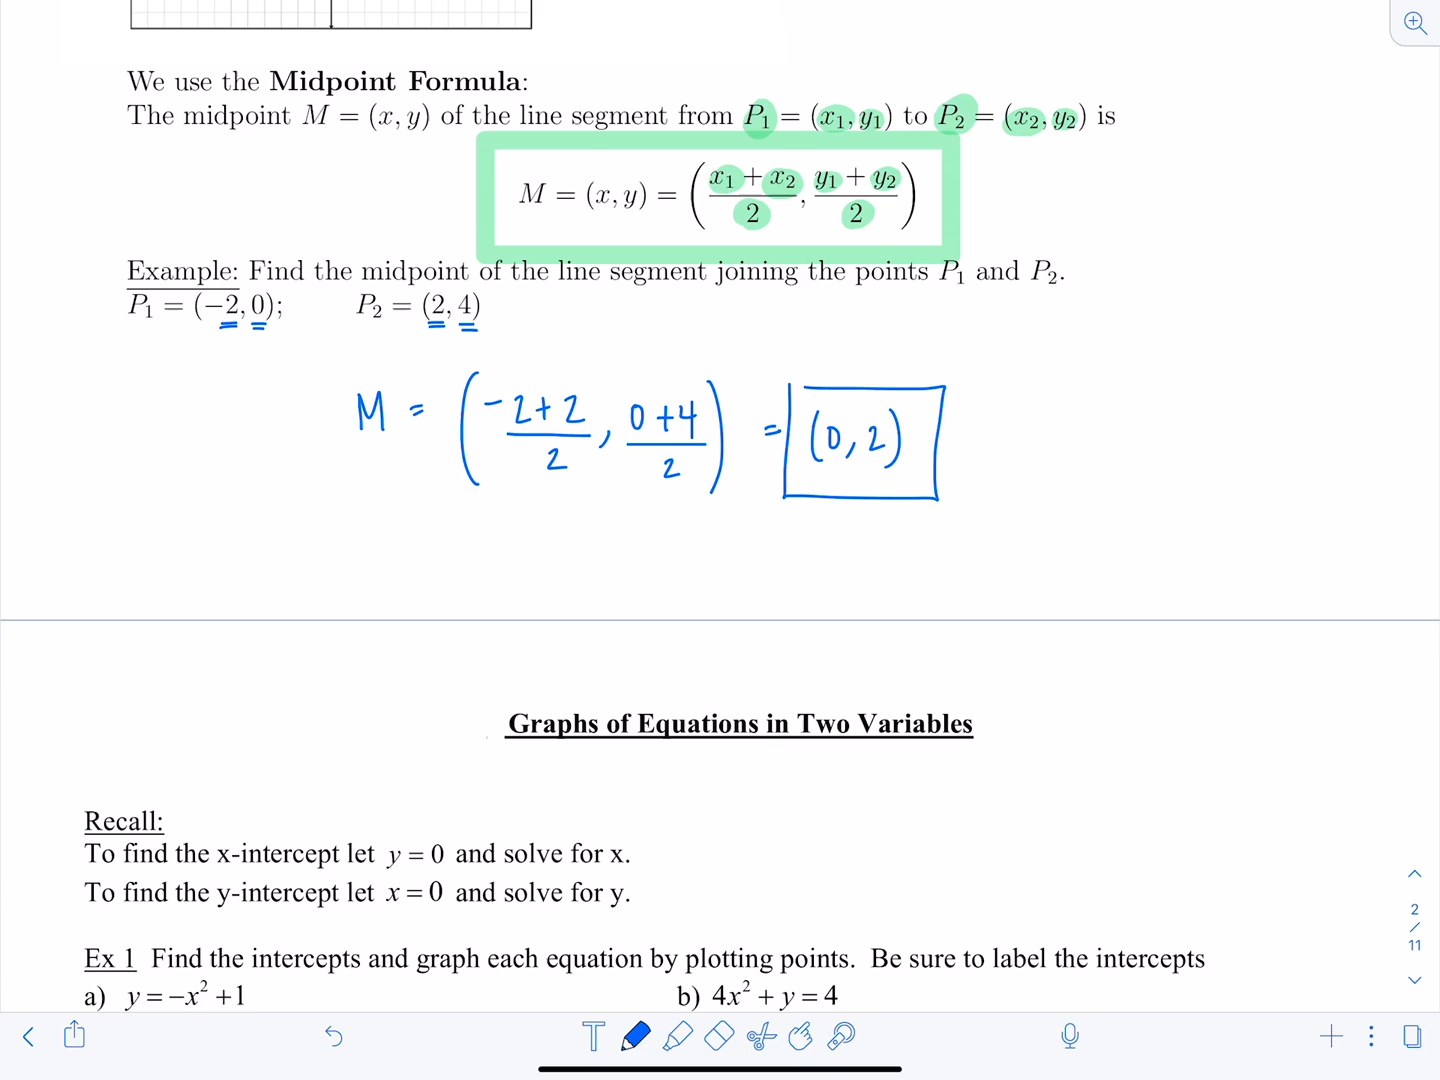 We use the Midpoint Formula:
The midpoint M = (x, y) of the line segment from P₁ = (x₁, y₁) to P₂ = (x₂, y₂) is
M = (x, y) = ( (x₁ + x₂)/2 , (y₁ + y₂)/2 )
Example: Find the midpoint of the line segment joining the points P₁ and P₂.
P₁ = (−2, 0); P₂ = (2, 4)
M = ( (-2+2)/2 , (0+4)/2 ) = (0, 2)
Graphs of Equations in Two Variables
Recall:
To find the x-intercept let y = 0 and solve for x.
To find the y-intercept let x = 0 and solve for y.
Ex 1 Find the intercepts and graph each equation by plotting points. Be sure to label the intercepts
a) y = −x² + 1 b) 4x² + y = 4
2
/
11
T